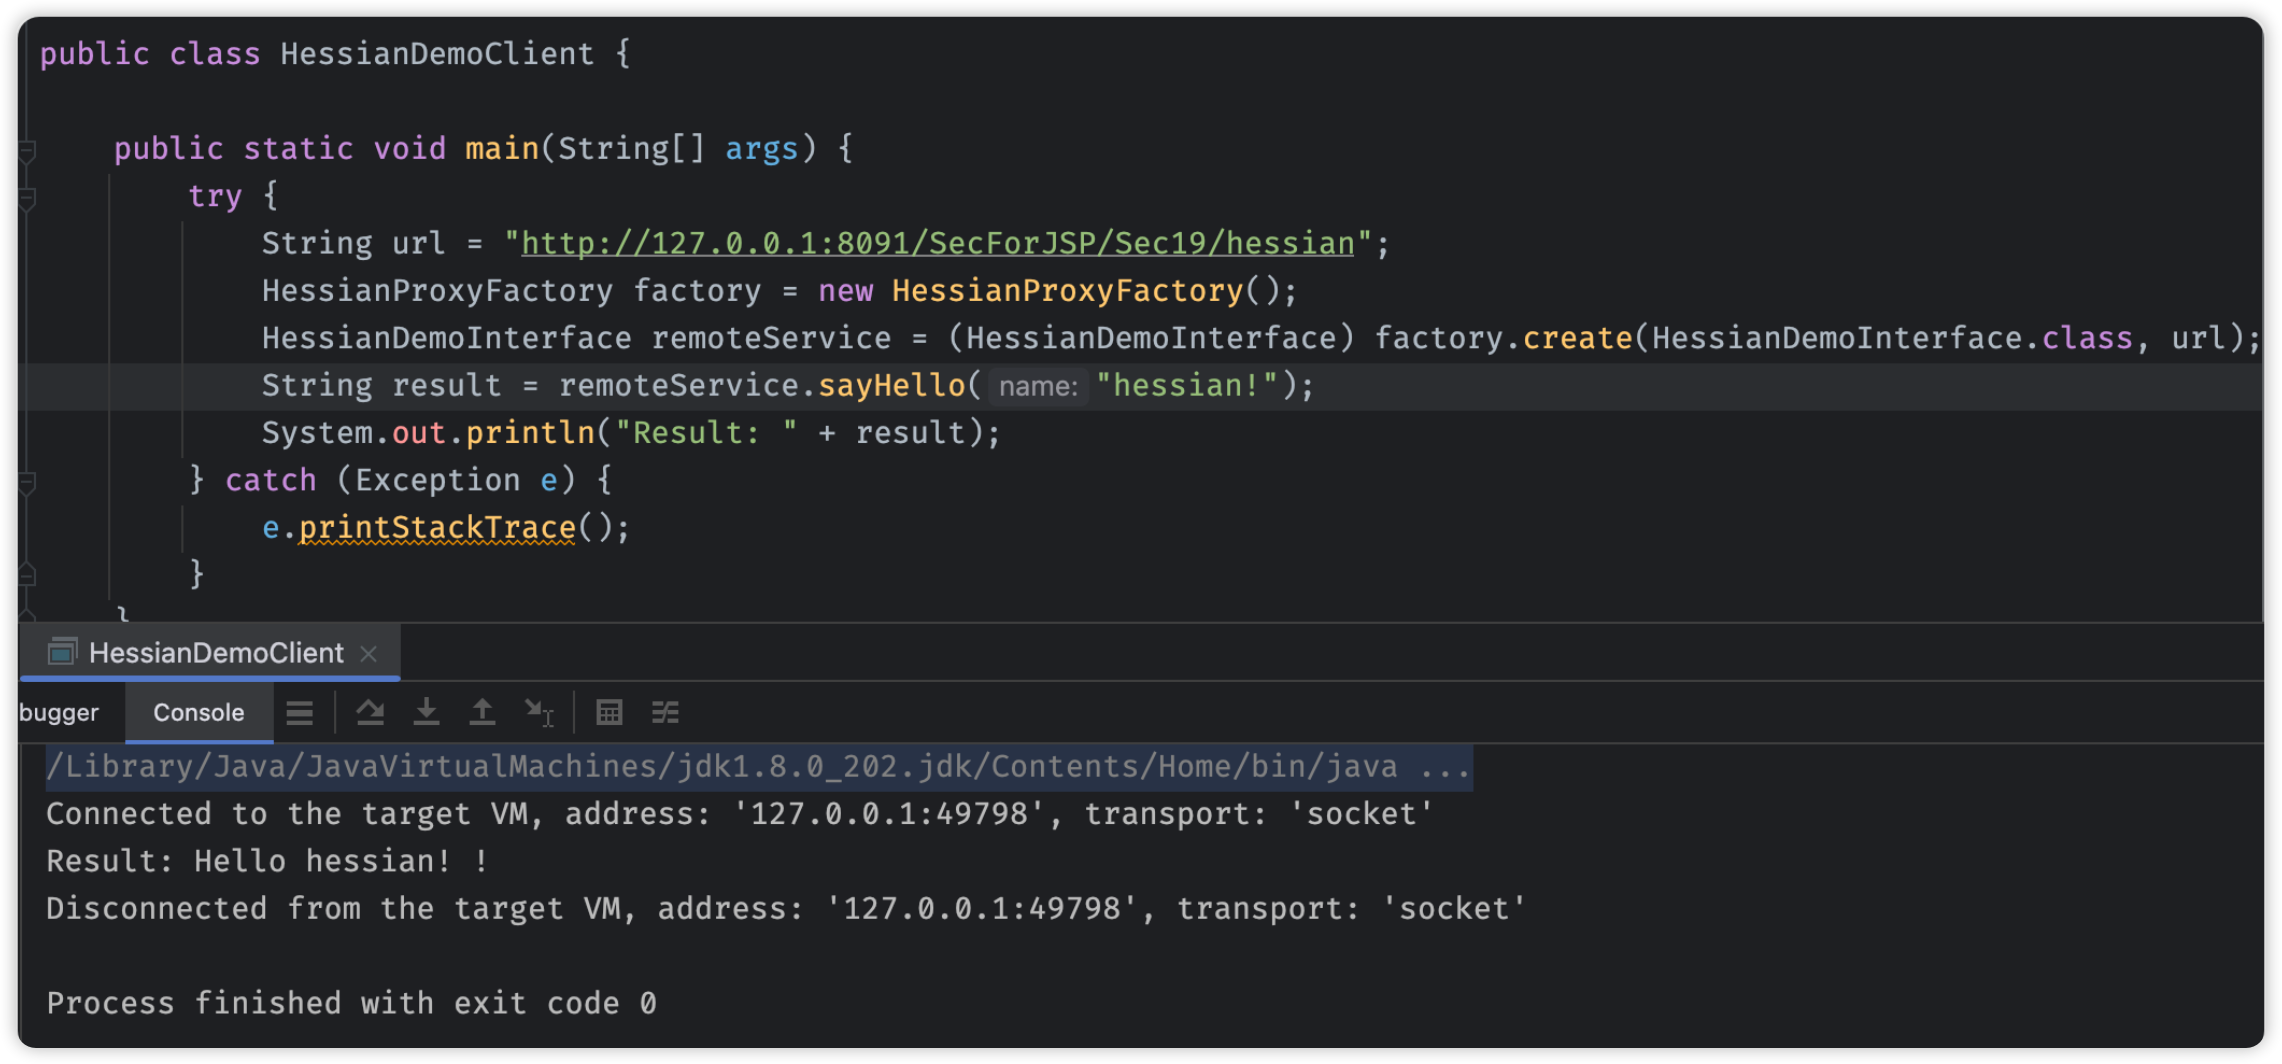 public class HessianDemoClient {
public static void main(String[] args) {
try {
String url = "http://127.0.0.1:8091/SecForJSP/Sec19/hessian";
HessianProxyFactory factory = new HessianProxyFactory();
HessianDemoInterface remoteService = (HessianDemoInterface) factory.create(HessianDemoInterface.class, url);
String result = remoteService.sayHello( name: "hessian!");
System.out.println("Result: " + result);
} catch (Exception e) {
e.printStackTrace();
}
}
HessianDemoClient
bugger Console
/Library/Java/JavaVirtualMachines/jdk1.8.0_202.jdk/Contents/Home/bin/java ...
Connected to the target VM, address: '127.0.0.1:49798', transport: 'socket'
Result: Hello hessian! !
Disconnected from the target VM, address: '127.0.0.1:49798', transport: 'socket'
Process finished with exit code 0